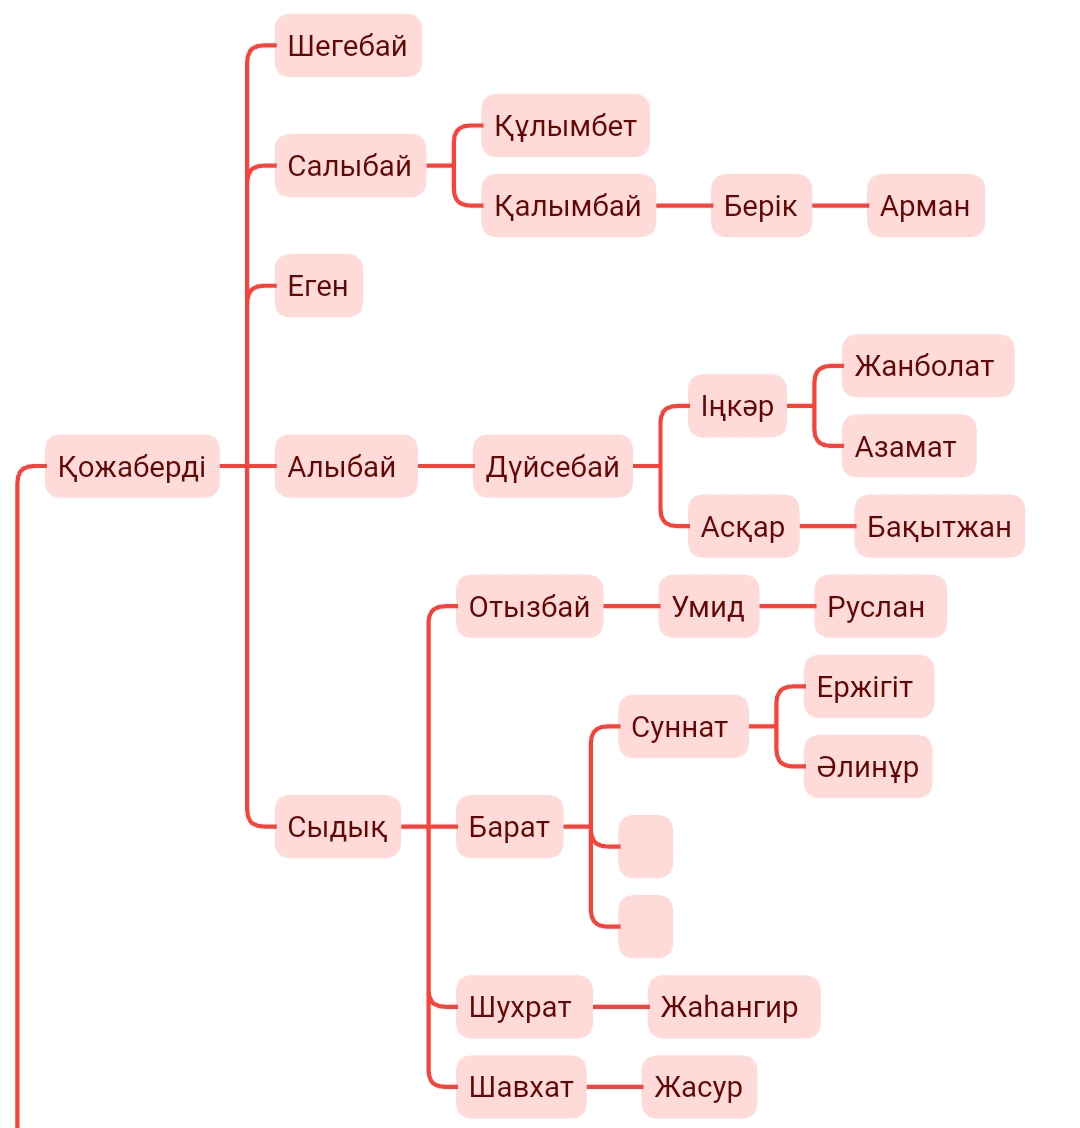 Шегебай
Құлымбет
Салыбай
Қалымбай
Берік
Арман
Еген
Жанболат
Іңкәр
Азамат
Қожаберді
Алыбай
Дүйсебай
Асқар
Бақытжан
Отызбай
Умид
Руслан
Ержігіт
Суннат
Әлинұр
Сыдық
Барат
Шухрат
Жаһангир
Шавхат
Жасур